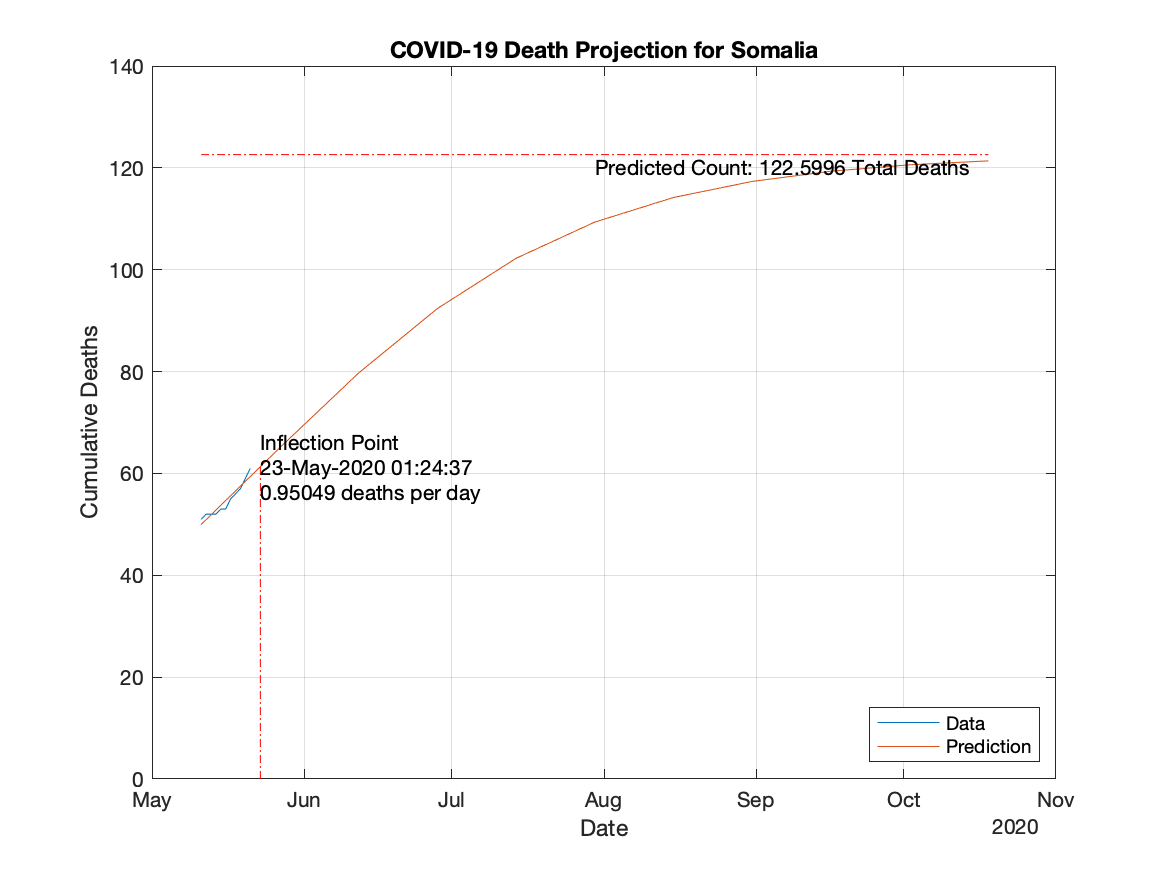 COVID-19 Death Projection for Somalia
140
120
100
80
60
40
20
0
Cumulative Deaths
Predicted Count: 122.5996 Total Deaths
Inflection Point
23-May-2020 01:24:37
0.95049 deaths per day
Data
Prediction
May Jun Jul Aug Sep Oct Nov
Date
2020